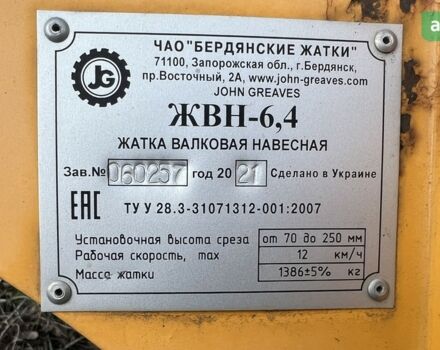 JG
ЧАО "БЕРДЯНСКИЕ ЖАТКИ"
71100, Запорожская обл., г.Бердянск,
пр.Восточный, 2А, www.john-greaves.com
JOHN GREAVES
ЖВН-6,4
ЖАТКА ВАЛКОВАЯ НАВЕСНАЯ
Зав.№ 060257 год 2021 Сделано в Украине
ЕАС ТУ У 28.3-31071312-001:2007
Установочная высота среза от 70 до 250 мм
Рабочая скорость, max 12 км/ч
Масса жатки 1386±5% кг
a